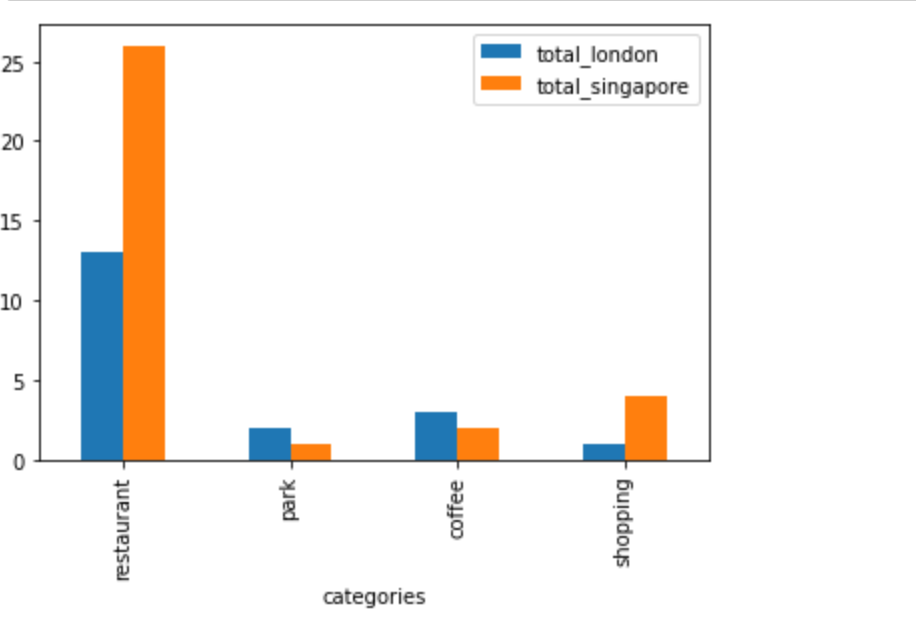 total_london
total_singapore
25
20
15
10
5
0
restaurant
park
coffee
shopping
categories